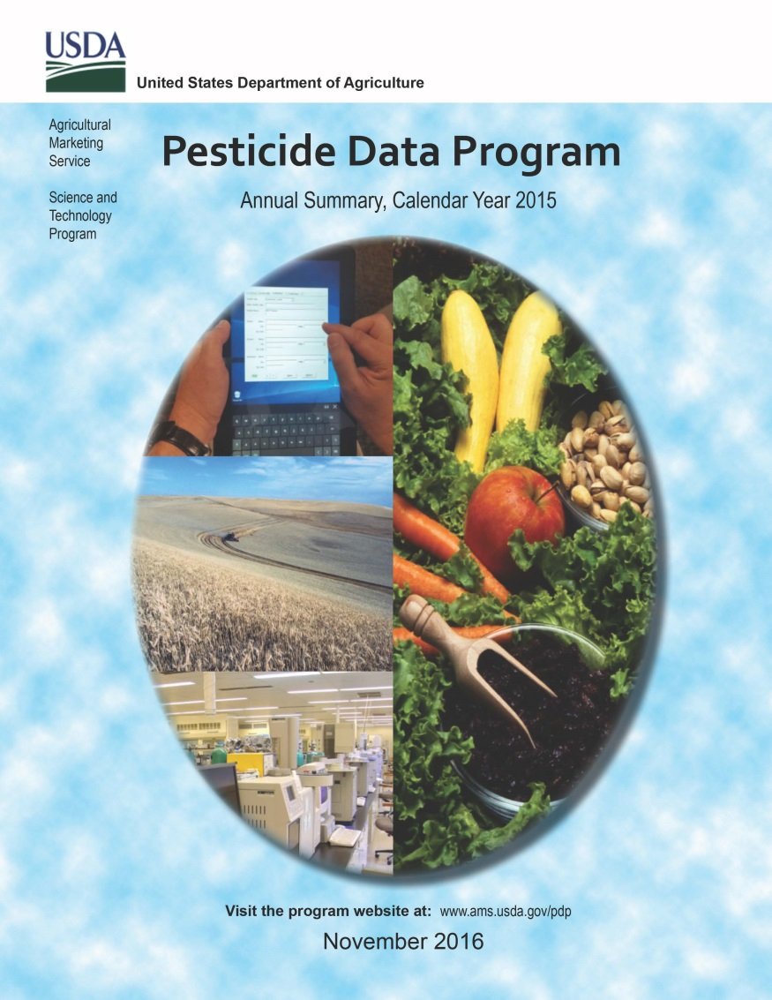 USDA
United States Department of Agriculture
Agricultural
Marketing
Service
Science and
Technology
Program
Pesticide Data Program
Annual Summary, Calendar Year 2015
Visit the program website at: www.ams.usda.gov/pdp
November 2016